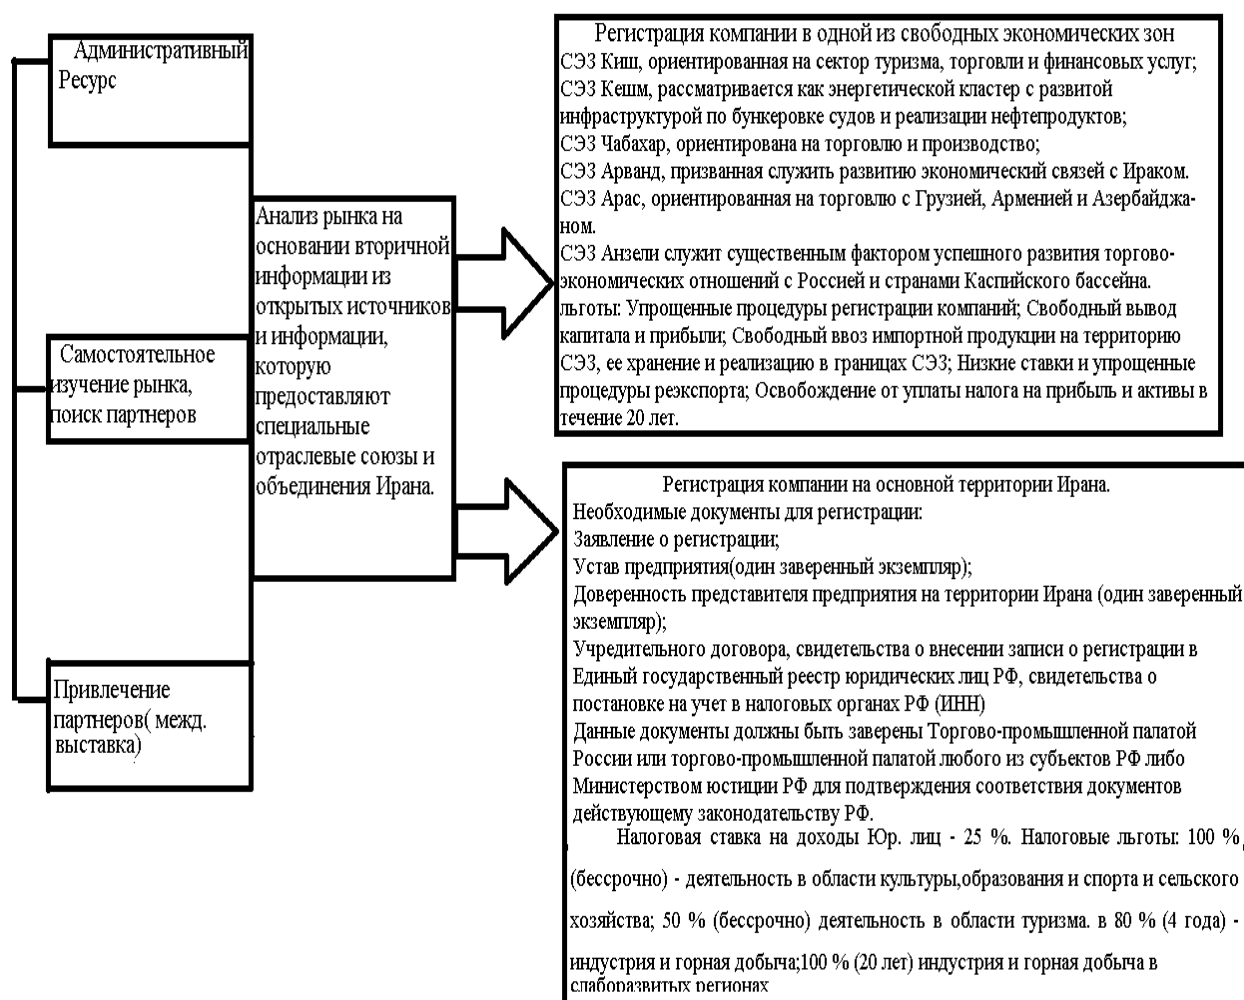 Административный
Ресурс
Самостоятельное
изучение рынка,
поиск партнеров
Привлечение
партнеров( межд.
выставка)
Анализ рынка на
основании вторичной
информации из
открытых источников
и информации,
которую
предоставляют
специальные
отраслевые союзы и
объединения Ирана.
Регистрация компании в одной из свободных экономических зон
СЭЗ Киш, ориентированная на сектор туризма, торговли и финансовых услуг;
СЭЗ Кешм, рассматривается как энергетической кластер с развитой
инфраструктурой по бункеровке судов и реализации нефтепродуктов;
СЭЗ Чабахар, ориентирована на торговлю и производство;
СЭЗ Арванд, призванная служить развитию экономический связей с Ираком.
СЭЗ Арас, ориентированная на торговлю с Грузией, Арменией и Азербайджа-
ном.
СЭЗ Анзели служит существенным фактором успешного развития торгово-
экономических отношений с Россией и странами Каспийского бассейна.
льготы: Упрощенные процедуры регистрации компаний; Свободный вывод
капитала и прибыли; Свободный ввоз импортной продукции на территорию
СЭЗ, ее хранение и реализацию в границах СЭЗ; Низкие ставки и упрощенные
процедуры реэкспорта; Освобождение от уплаты налога на прибыль и активы в
течение 20 лет.
Регистрация компании на основной территории Ирана.
Необходимые документы для регистрации:
Заявление о регистрации;
Устав предприятия(один заверенный экземпляр);
Доверенность представителя предприятия на территории Ирана (один заверенный
экземпляр);
Учредительного договора, свидетельства о внесении записи о регистрации в
Единый государственный реестр юридических лиц РФ, свидетельства о
постановке на учет в налоговых органах РФ (ИНН)
Данные документы должны быть заверены Торгово-промышленной палатой
России или торгово-промышленной палатой любого из субъектов РФ либо
Министерством юстиции РФ для подтверждения соответствия документов
действующему законодательству РФ.
Налоговая ставка на доходы Юр. лиц - 25 %. Налоговые льготы: 100 %
(бессрочно) - деятельность в области культуры,образования и спорта и сельского
хозяйства; 50 % (бессрочно) деятельность в области туризма. в 80 % (4 года) -
индустрия и горная добыча;100 % (20 лет) индустрия и горная добыча в
слаборазвитых регионах